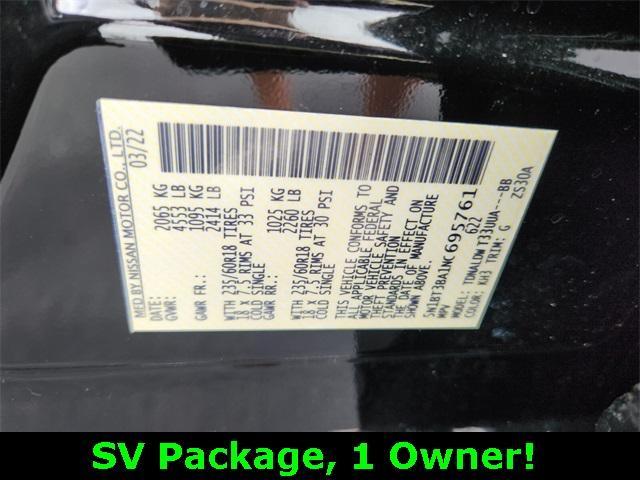 MFD BY NISSAN MOTOR CO., LTD.
03/22
GVWR: 2065 KG
4553 LB
GAWR FR.: 1095 KG
2414 LB
WITH 235/60R18 TIRES
18 x 7.5 RIMS AT 33 PSI
COLD SINGLE
GAWR RR.: 1025 KG
2260 LB
WITH 235/60R18 TIRES
18 x 7.5 RIMS AT 30 PSI
COLD SINGLE
THIS VEHICLE CONFORMS TO
ALL APPLICABLE FEDERAL
MOTOR VEHICLE SAFETY AND
THEFT PREVENTION
STANDARDS IN EFFECT ON
THE DATE OF MANUFACTURE
SHOWN ABOVE.
5N1BT3BA1NC695761
MPV 622
MODEL: TDNALDW T33UUA----BB
COLOR: KH3 TRIM: G ZS30A
SV Package, 1 Owner!